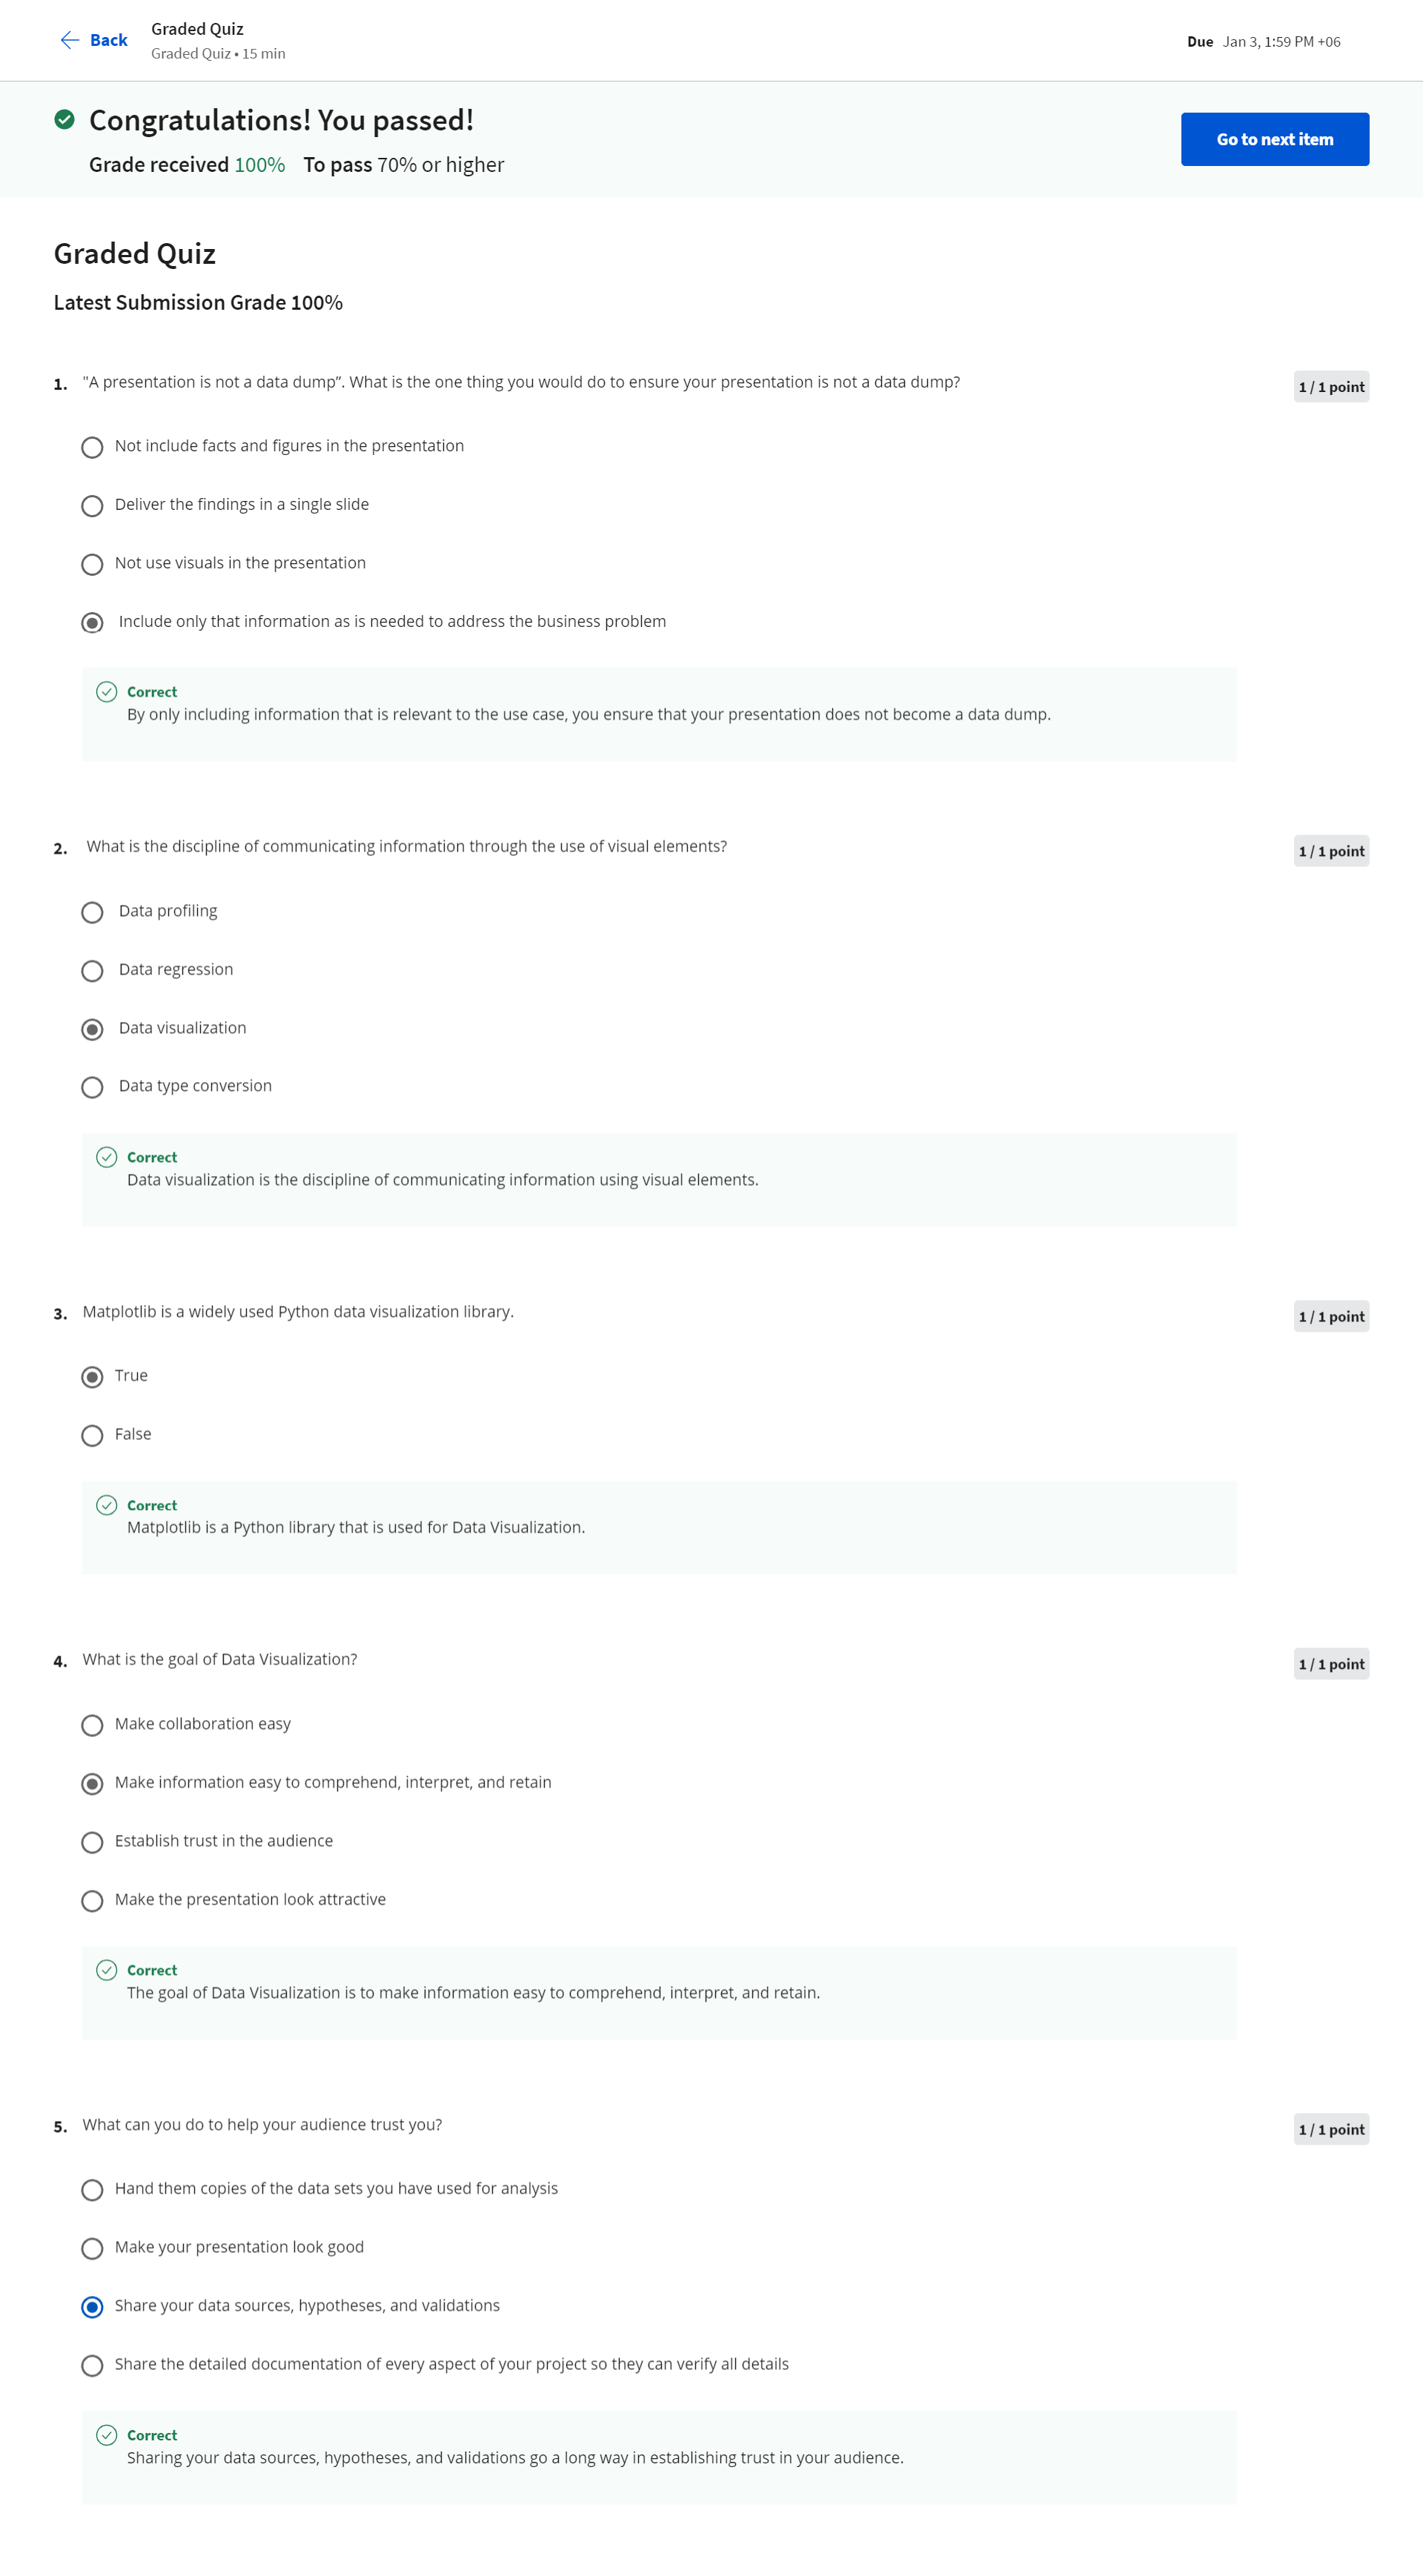 Back
Graded Quiz
Graded Quiz • 15 min
Due Jan 3, 1:59 PM +06
Congratulations! You passed!
Grade received 100% To pass 70% or higher
Go to next item
Graded Quiz
Latest Submission Grade 100%
1. "A presentation is not a data dump”. What is the one thing you would do to ensure your presentation is not a data dump?
1 / 1 point
Not include facts and figures in the presentation
Deliver the findings in a single slide
Not use visuals in the presentation
Include only that information as is needed to address the business problem
Correct
By only including information that is relevant to the use case, you ensure that your presentation does not become a data dump.
2. What is the discipline of communicating information through the use of visual elements?
1 / 1 point
Data profiling
Data regression
Data visualization
Data type conversion
Correct
Data visualization is the discipline of communicating information using visual elements.
3. Matplotlib is a widely used Python data visualization library.
1 / 1 point
True
False
Correct
Matplotlib is a Python library that is used for Data Visualization.
4. What is the goal of Data Visualization?
1 / 1 point
Make collaboration easy
Make information easy to comprehend, interpret, and retain
Establish trust in the audience
Make the presentation look attractive
Correct
The goal of Data Visualization is to make information easy to comprehend, interpret, and retain.
5. What can you do to help your audience trust you?
1 / 1 point
Hand them copies of the data sets you have used for analysis
Make your presentation look good
Share your data sources, hypotheses, and validations
Share the detailed documentation of every aspect of your project so they can verify all details
Correct
Sharing your data sources, hypotheses, and validations go a long way in establishing trust in your audience.